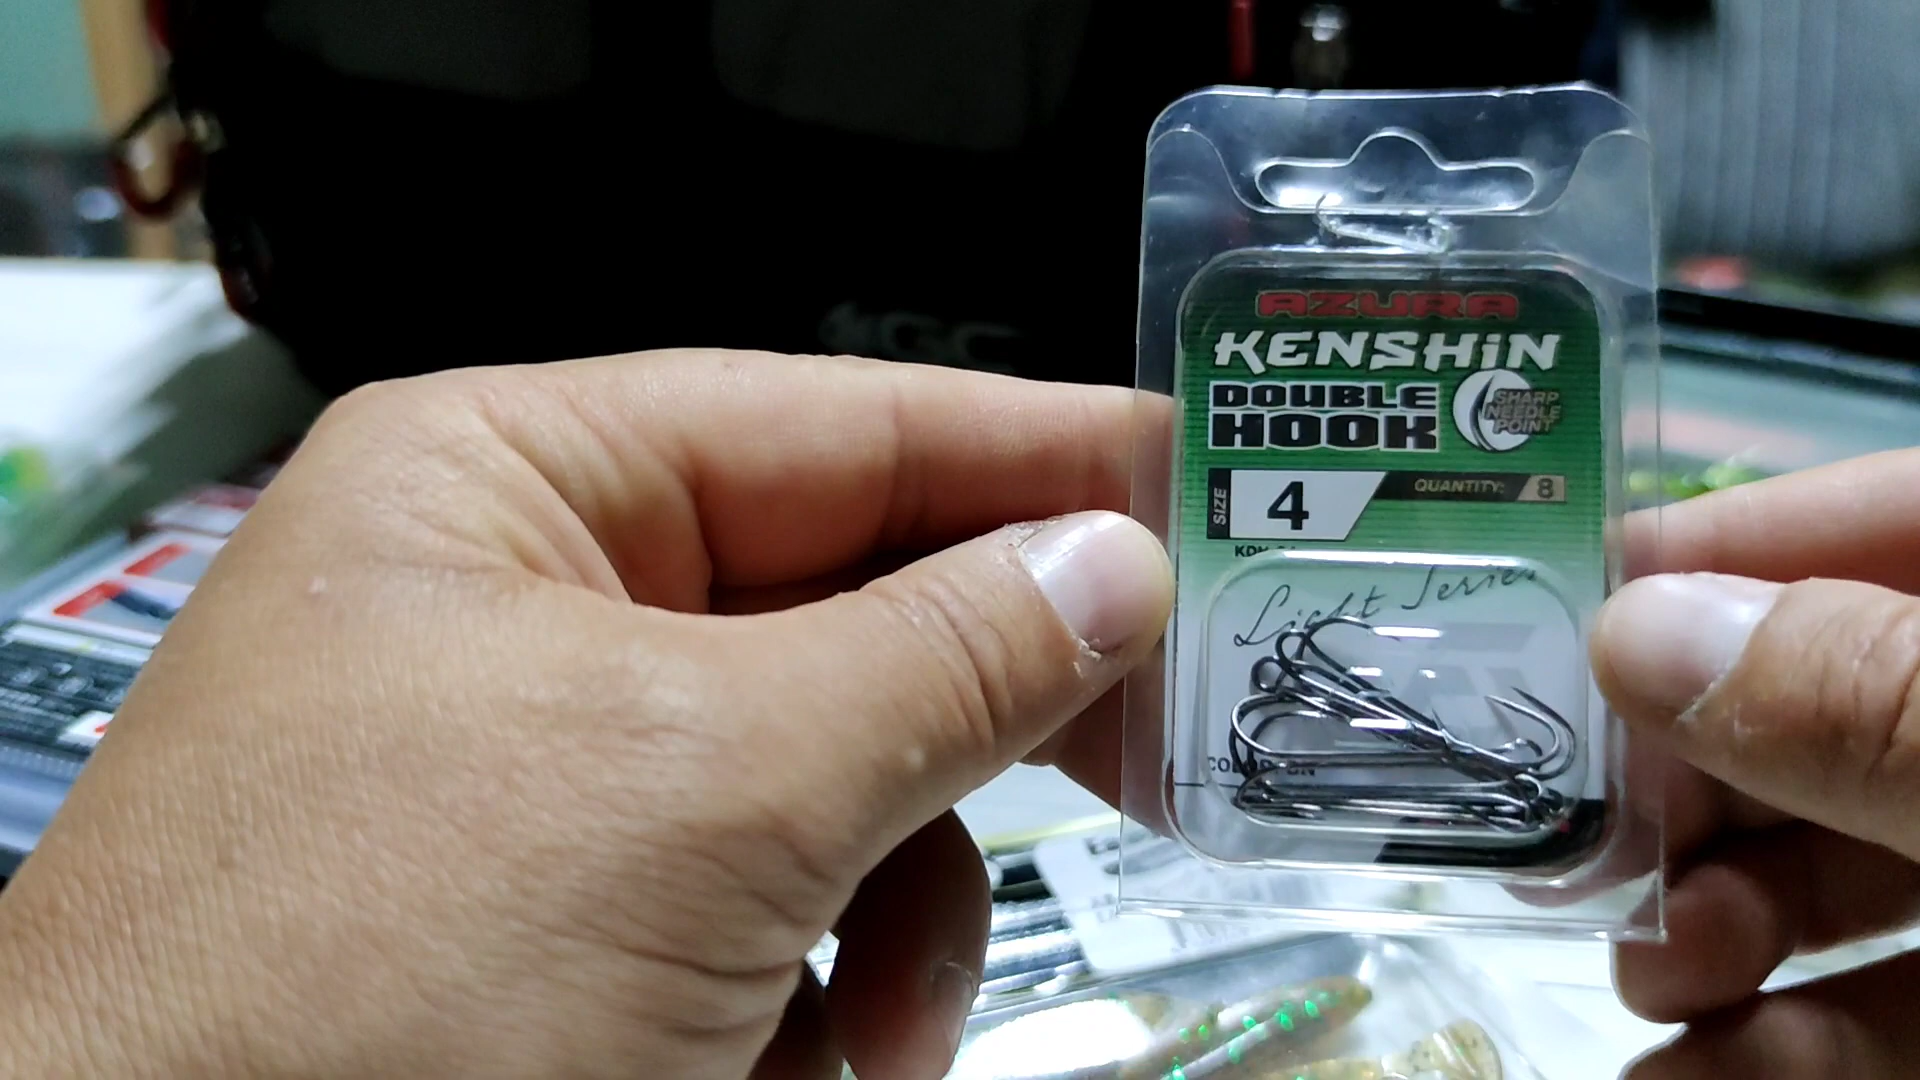 AZURA
KENSHiN
DOUBLE
HOOK
SHARP
NEEDLE
POINT
SIZE 4 QUANTITY: 8
Light Series